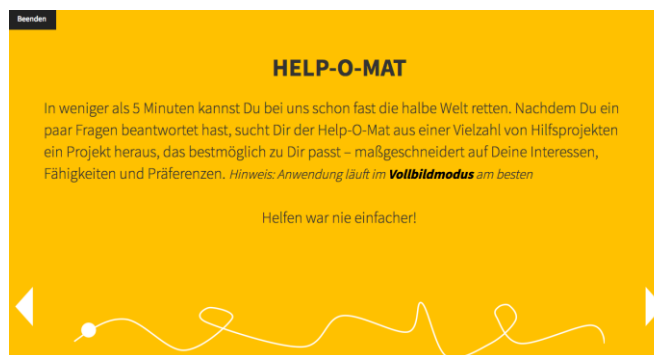 Beenden
HELP-O-MAT
In weniger als 5 Minuten kannst Du bei uns schon fast die halbe Welt retten. Nachdem Du ein
paar Fragen beantwortet hast, sucht Dir der Help-O-Mat aus einer Vielzahl von Hilfsprojekten
ein Projekt heraus, das bestmöglich zu Dir passt – maßgeschneidert auf Deine Interessen,
Fähigkeiten und Präferenzen. Hinweis: Anwendung läuft im Vollbildmodus am besten
Helfen war nie einfacher!